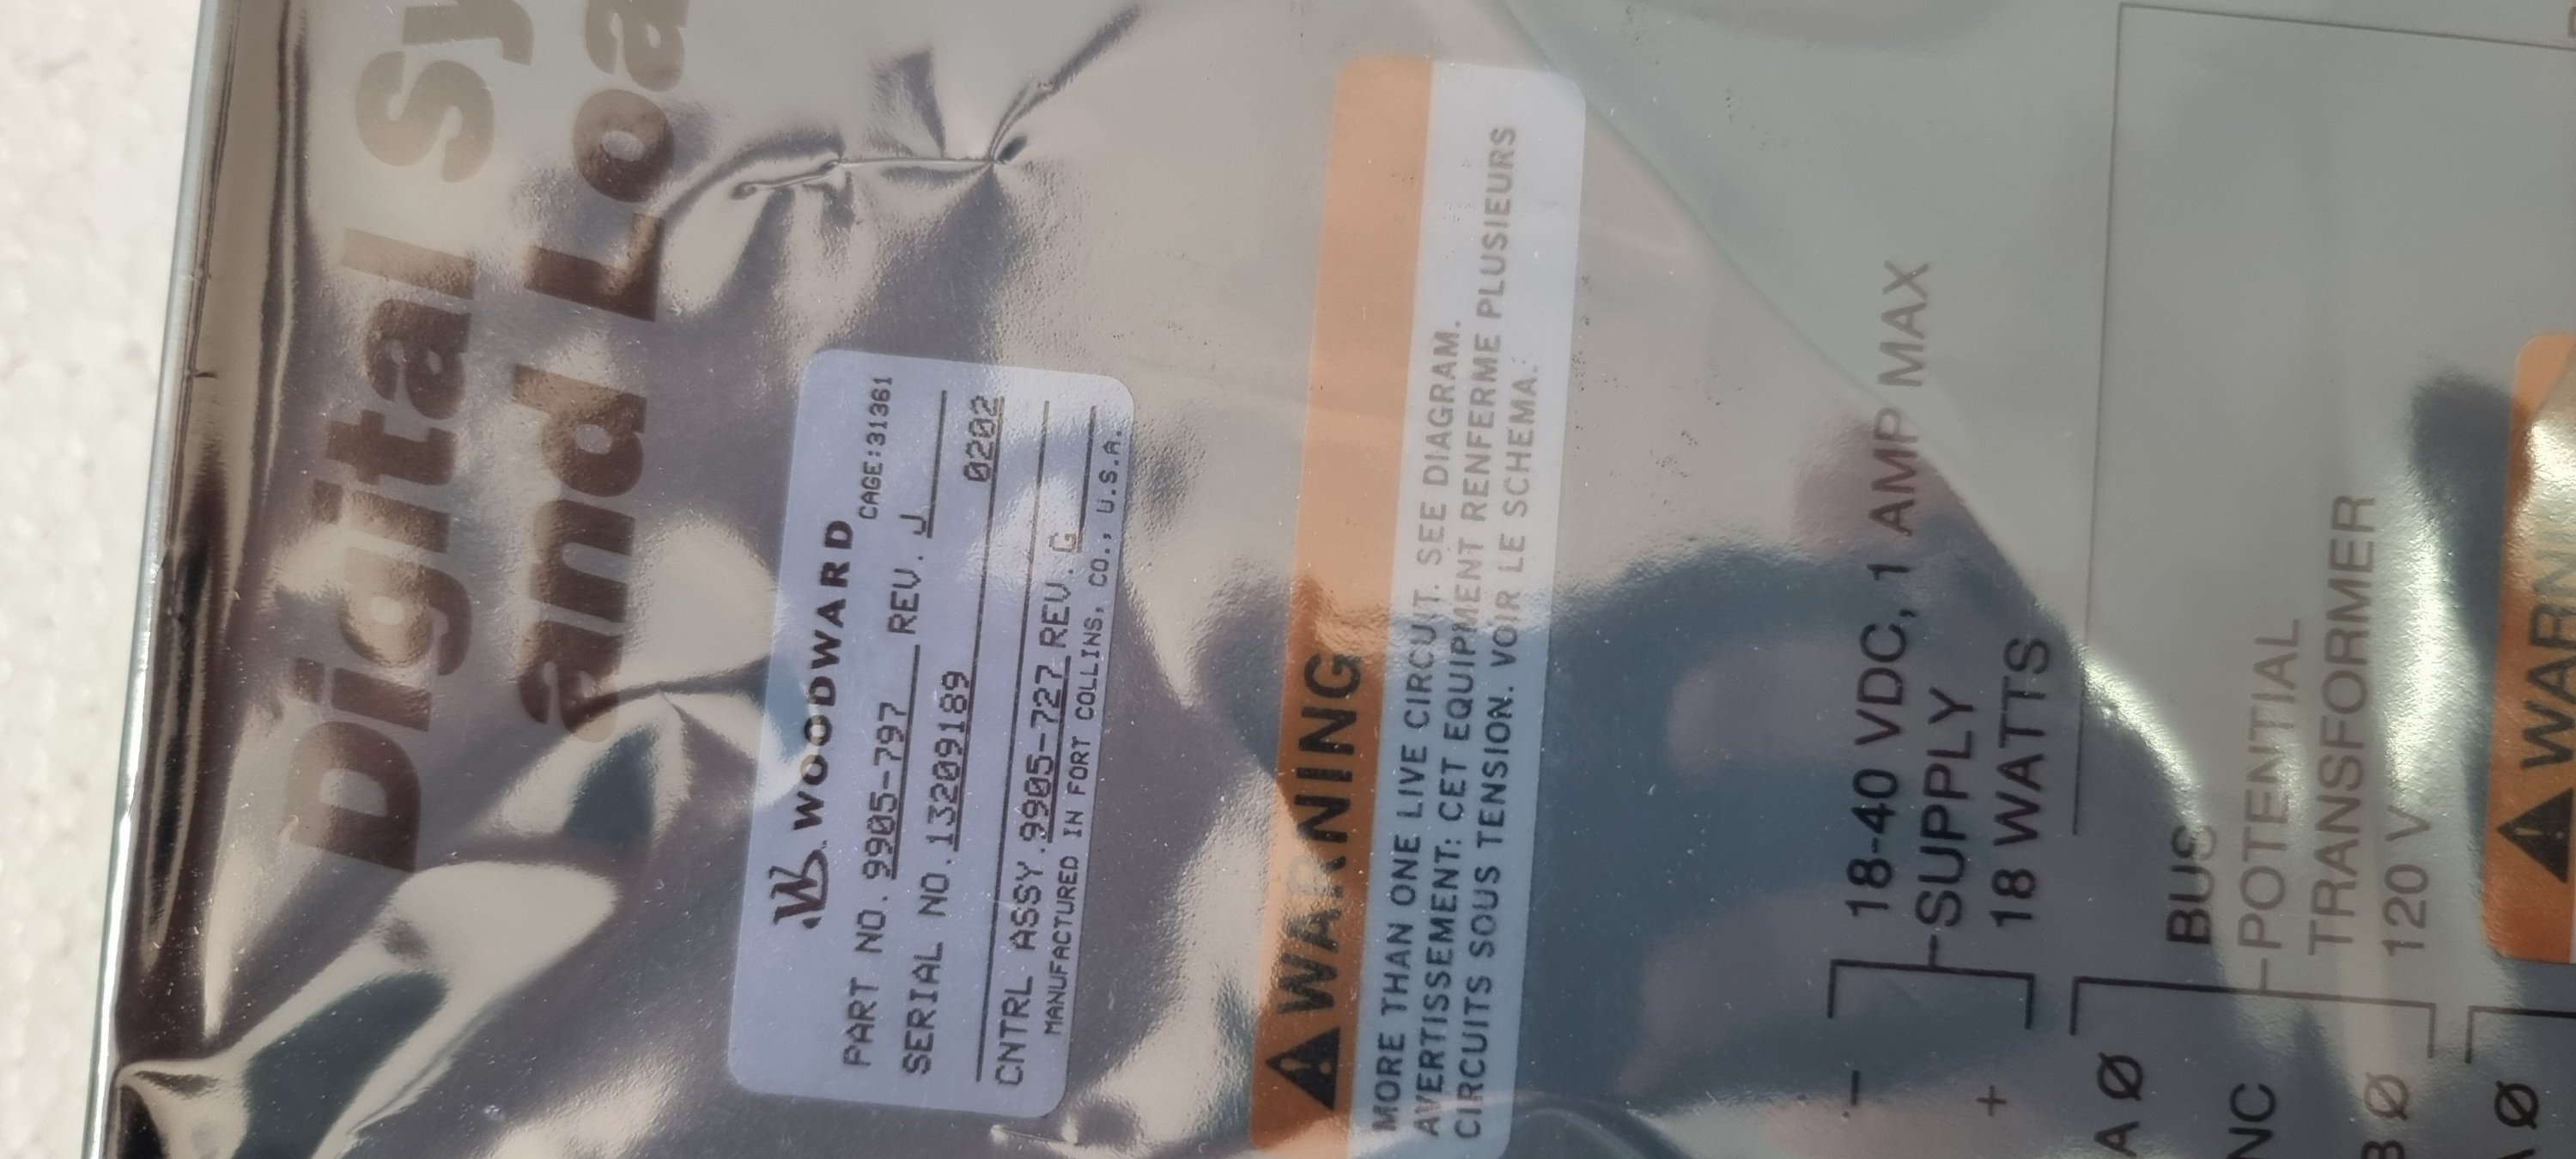 Digital Sy
and Loa
WOODWARD
CAGE:31361
PART NO. 9905-797 REV. J
SERIAL NO. 13209189 0202
CNTRL ASSY. 9905-727 REV. G
MANUFACTURED IN FORT COLLINS, CO., U.S.A.
WARNING
MORE THAN ONE LIVE CIRCUIT. SEE DIAGRAM.
AVERTISSEMENT: CET EQUIPMENT RENFERME PLUSIEURS
CIRCUITS SOUS TENSION. VOIR LE SCHEMA.
18-40 VDC, 1 AMP MAX
SUPPLY
18 WATTS
- +
BUS
POTENTIAL
TRANSFORMER
120 V
A Ø
NC
B Ø
A Ø
WARN